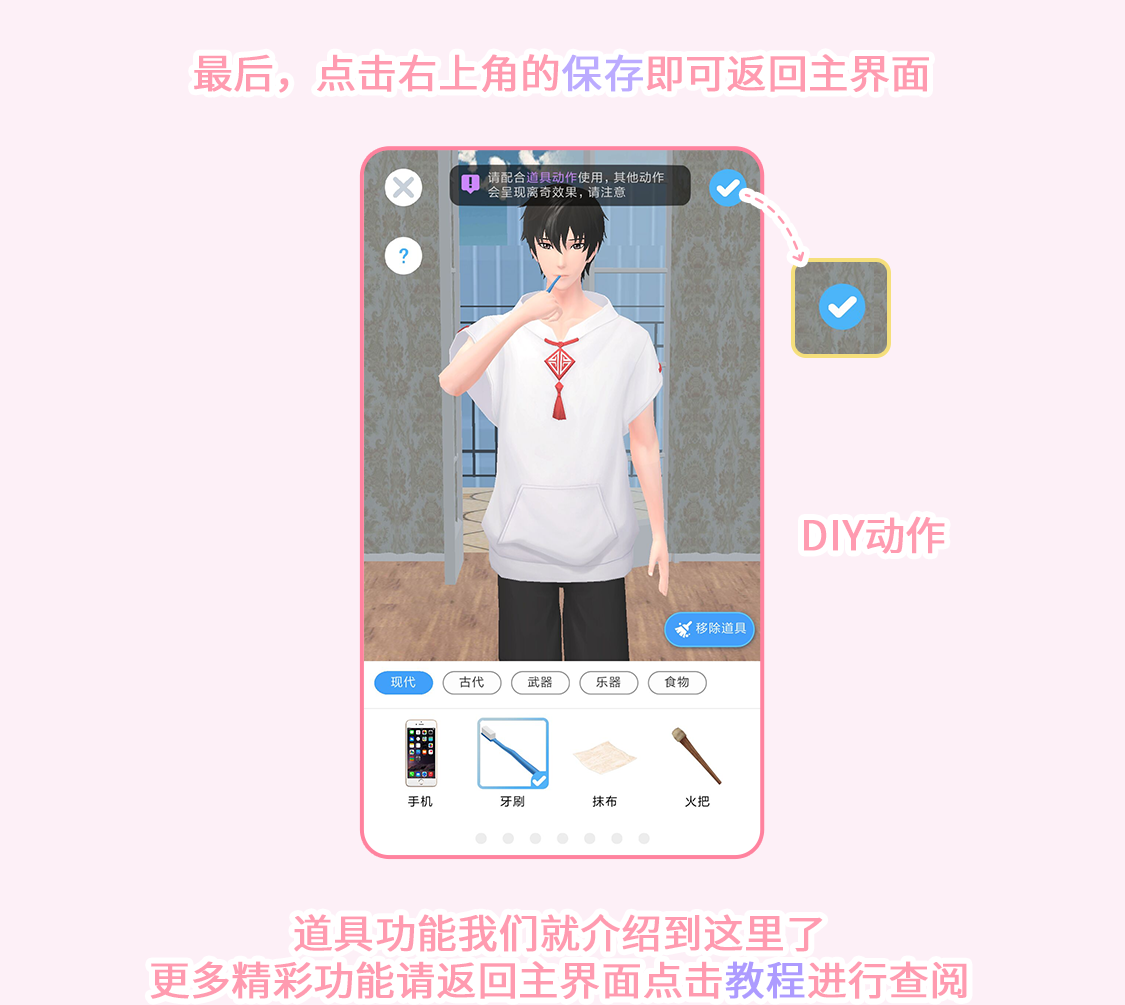 最后，点击右上角的保存即可返回主界面
请配合道具动作使用，其他动作
会呈现离奇效果，请注意
?
DIY动作
移除道具
现代 古代 武器 乐器 食物
手机 牙刷 抹布 火把
道具功能我们就介绍到这里了
更多精彩功能请返回主界面点击教程进行查阅